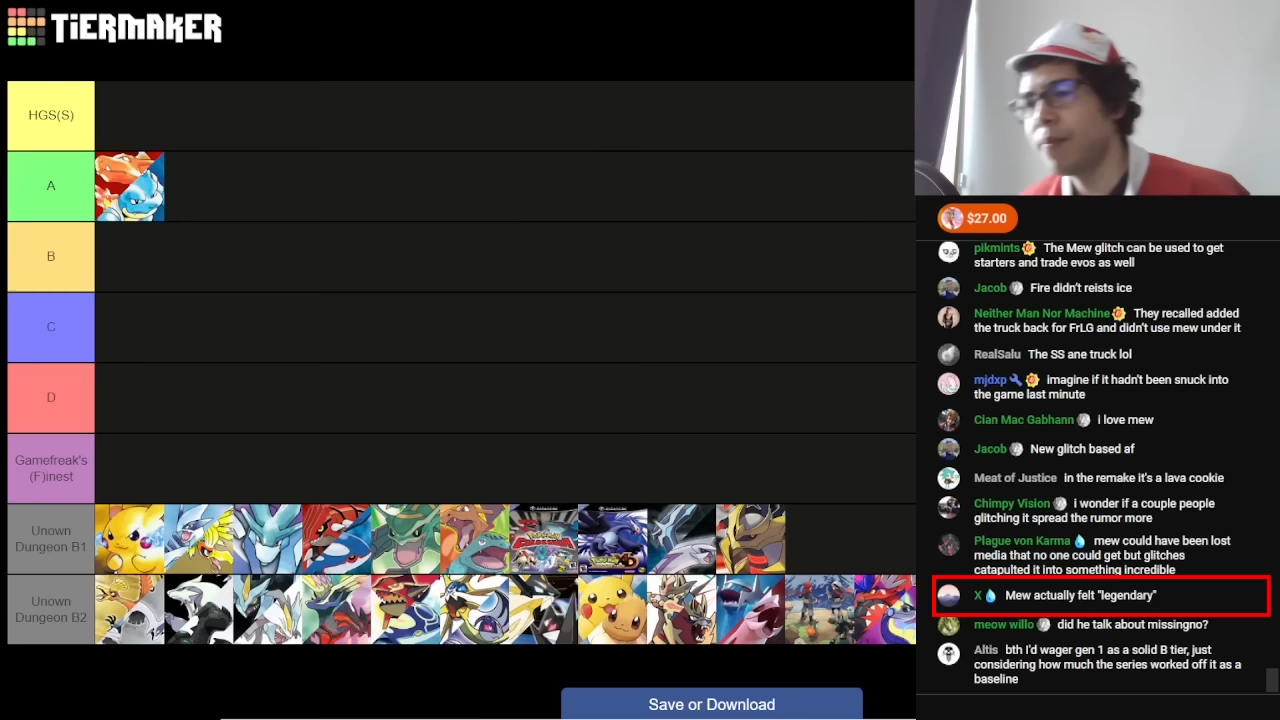 TiERMAKER
HGS(S)
A
B
C
D
Gamefreak's
(F)inest
Unown
Dungeon B1
Unown
Dungeon B2
Save or Download
$27.00
pikmints The Mew glitch can be used to get
starters and trade evos as well
Jacob Fire didn't reists ice
Neither Man Nor Machine They recalled added
the truck back for FrLG and didn't use mew under it
RealSalu The SS ane truck lol
mjdxp imagine if it hadn't been snuck into
the game last minute
Cian Mac Gabhann i love mew
Jacob New glitch based af
Meat of Justice in the remake it's a lava cookie
Chimpy Vision i wonder if a couple people
glitching it spread the rumor more
Plague von Karma mew could have been lost
media that no one could get but glitches
catapulted it into something incredible
X Mew actually felt "legendary"
meow willo did he talk about missingno?
Altis bth I'd wager gen 1 as a solid B tier, just
considering how much the series worked off it as a
baseline